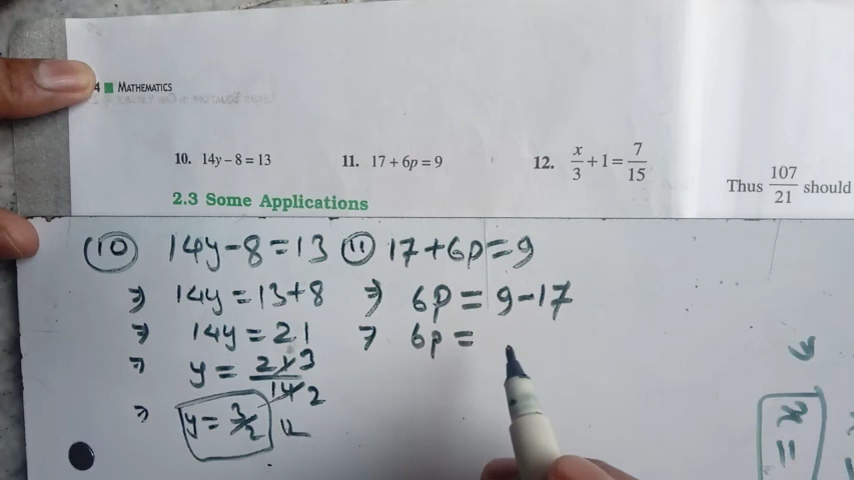 4 ■ MATHEMATICS
10. 14y – 8 = 13
11. 17 + 6p = 9
12. x/3 + 1 = 7/15
Thus 107/21 should
2.3 Some Applications
(10) 14y - 8 = 13
⇒ 14y = 13 + 8
⇒ 14y = 21
⇒ y = 21 3/14 2
⇒ y = 3/2
(11) 17 + 6p = 9
⇒ 6p = 9 - 17
⇒ 6p =
⇒
x =